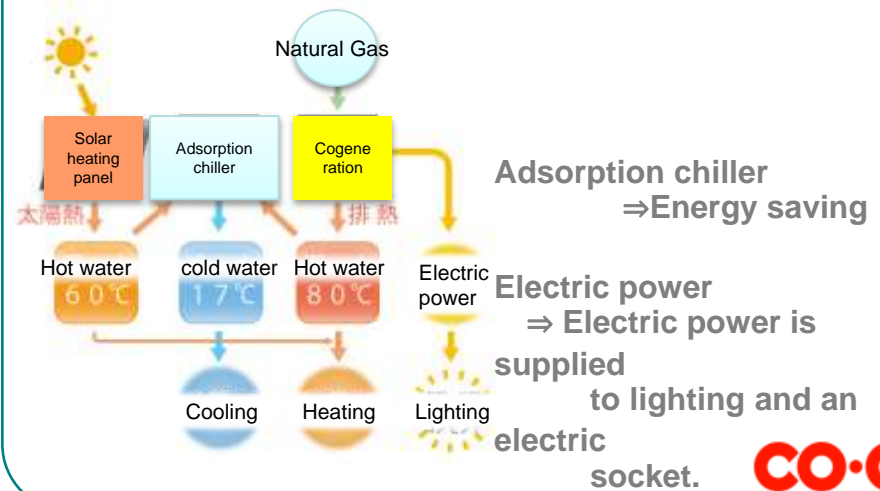 Natural Gas
Solar
heating
panel
Adsorption
chiller
Cogene
ration
太陽熱
排熱
Hot water
60℃
cold water
17℃
Hot water
80℃
Electric
power
Cooling
Heating
Lighting
Adsorption chiller
⇒Energy saving
Electric power
⇒ Electric power is
supplied
to lighting and an
electric
socket.
CO·